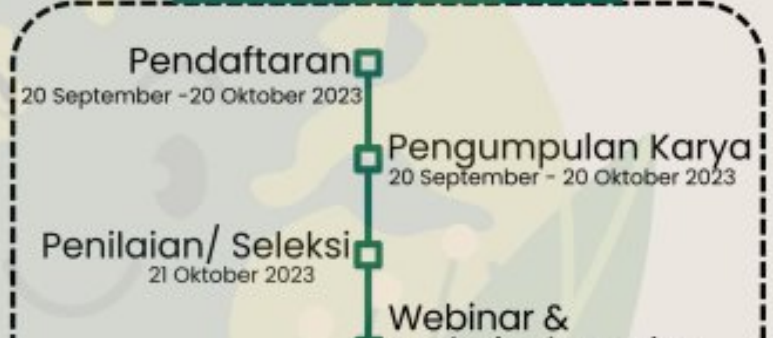 Pendaftaran
20 September -20 Oktober 2023
Pengumpulan Karya
20 September - 20 Oktober 2023
Penilaian/ Seleksi
21 Oktober 2023
Webinar &